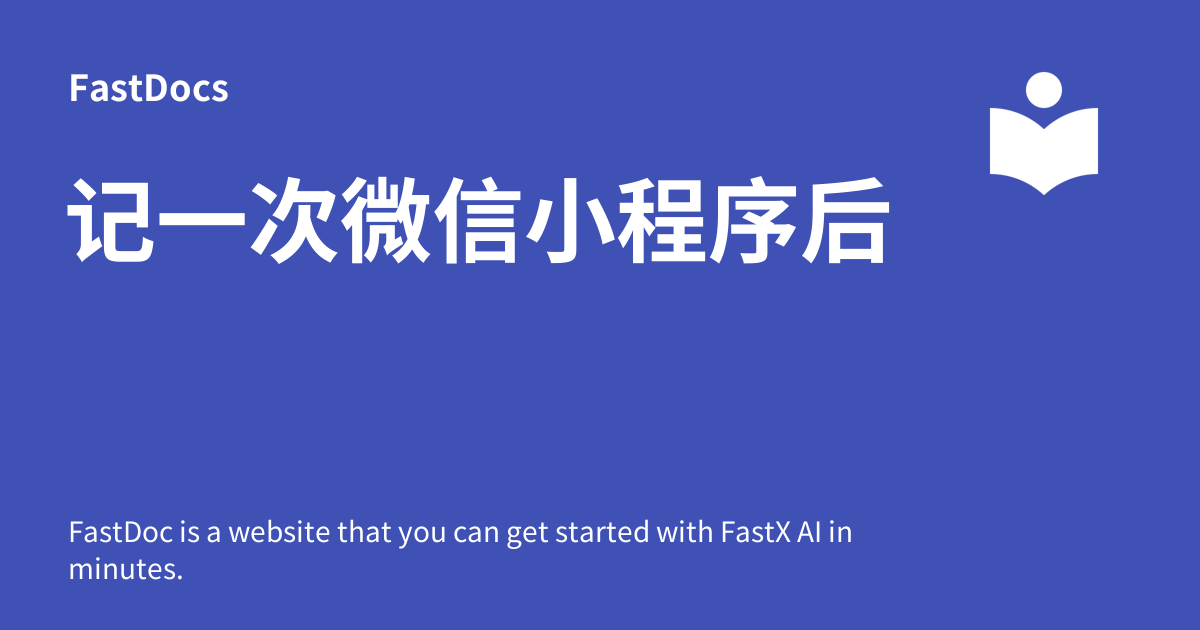 FastDocs
记一次微信小程序后
FastDoc is a website that you can get started with FastX AI in
minutes.